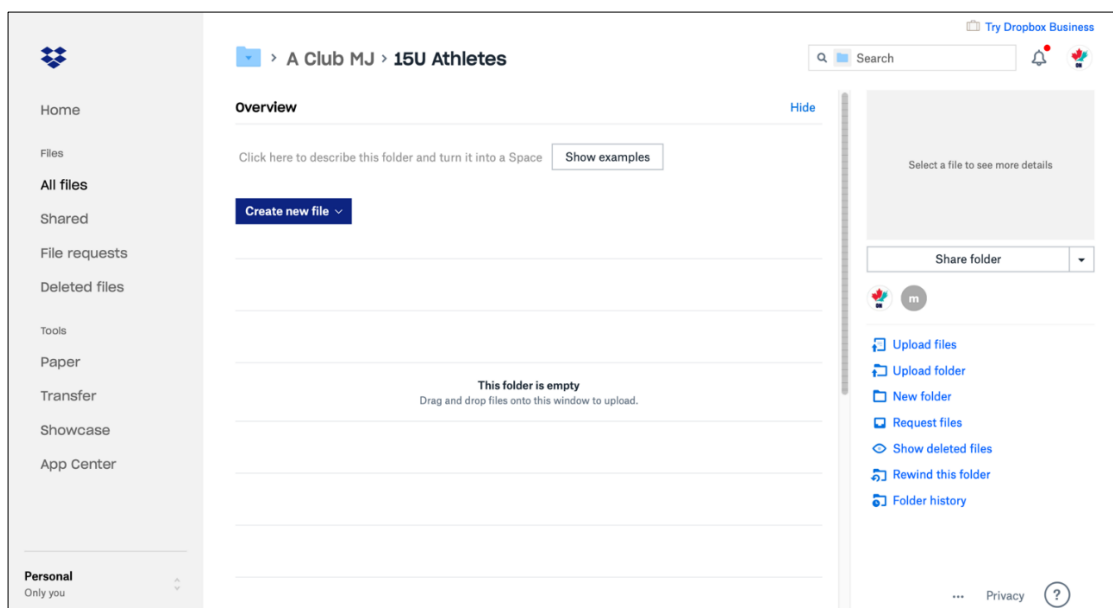 Try Dropbox Business
> A Club MJ > 15U Athletes
Search
Home
Files
All files
Shared
File requests
Deleted files
Tools
Paper
Transfer
Showcase
App Center
Personal
Only you
Overview
Hide
Click here to describe this folder and turn it into a Space
Show examples
Create new file
This folder is empty
Drag and drop files onto this window to upload.
Select a file to see more details
Share folder
m
Upload files
Upload folder
New folder
Request files
Show deleted files
Rewind this folder
Folder history
... Privacy ?